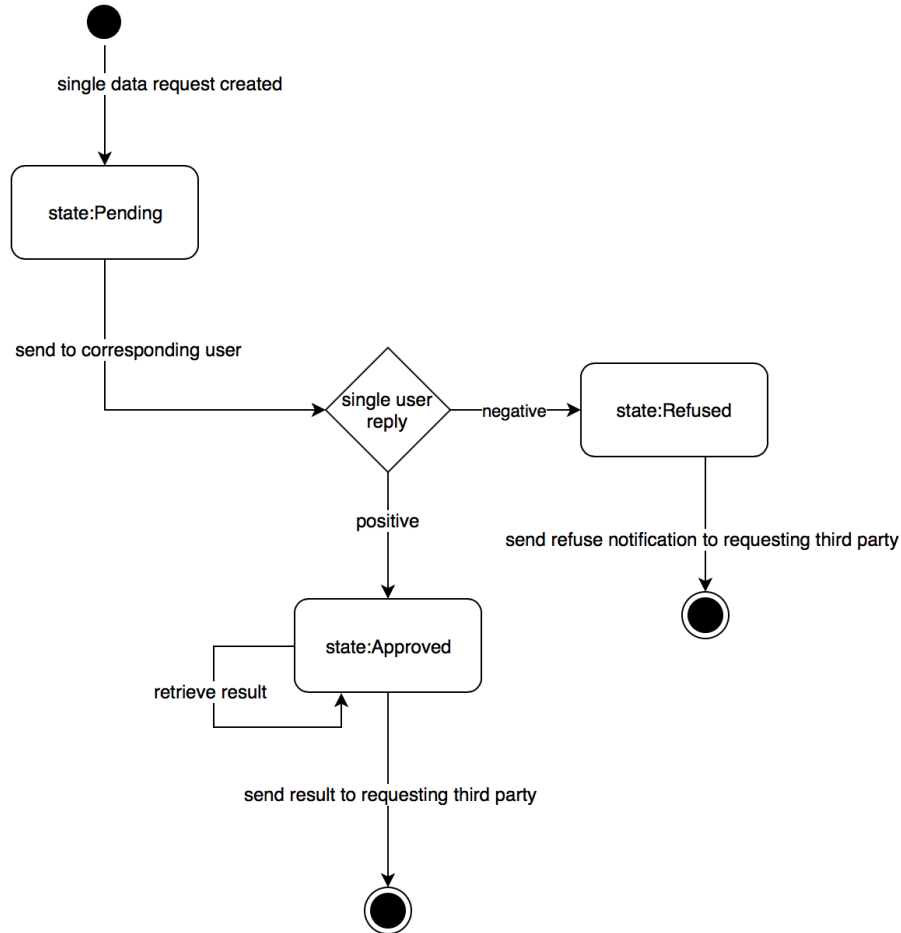 single data request created
state:Pending
send to corresponding user
single user
reply
negative
state:Refused
positive
send refuse notification to requesting third party
state:Approved
retrieve result
send result to requesting third party